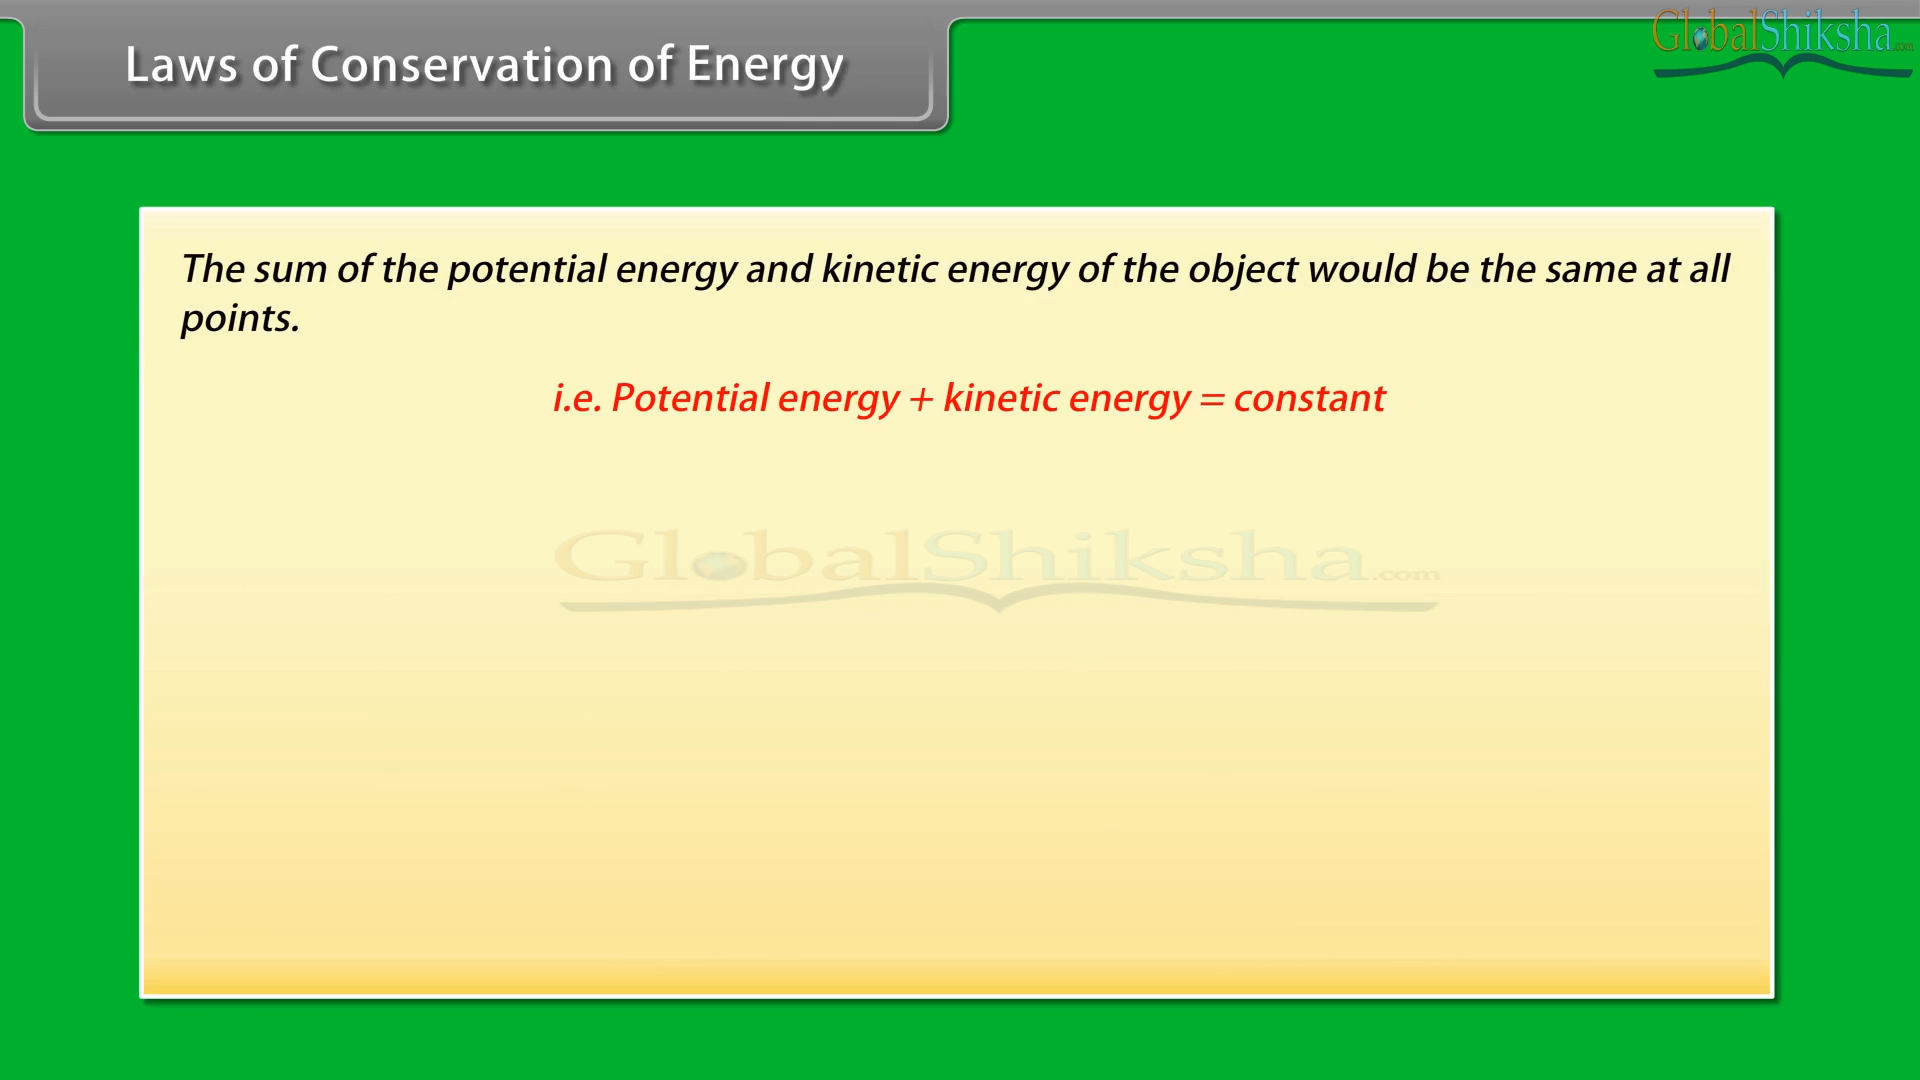 Laws of Conservation of Energy
GlobalShiksha.com
The sum of the potential energy and kinetic energy of the object would be the same at all
points.
i.e. Potential energy + kinetic energy = constant
GlobalShiksha.com